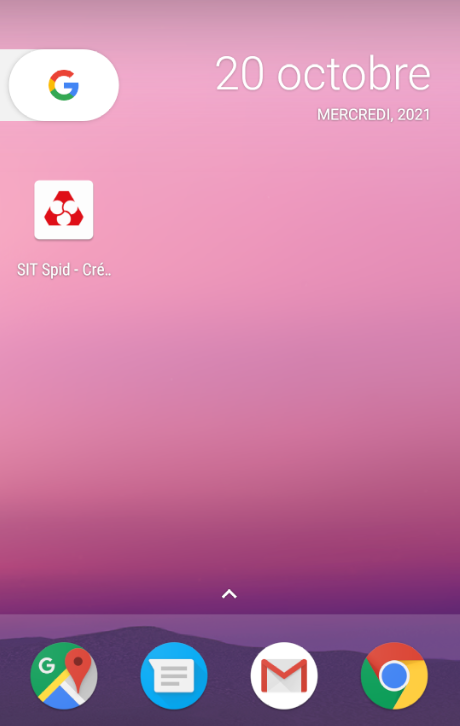 G
20 octobre
MERCREDI, 2021
SIT Spid - Cré..
G